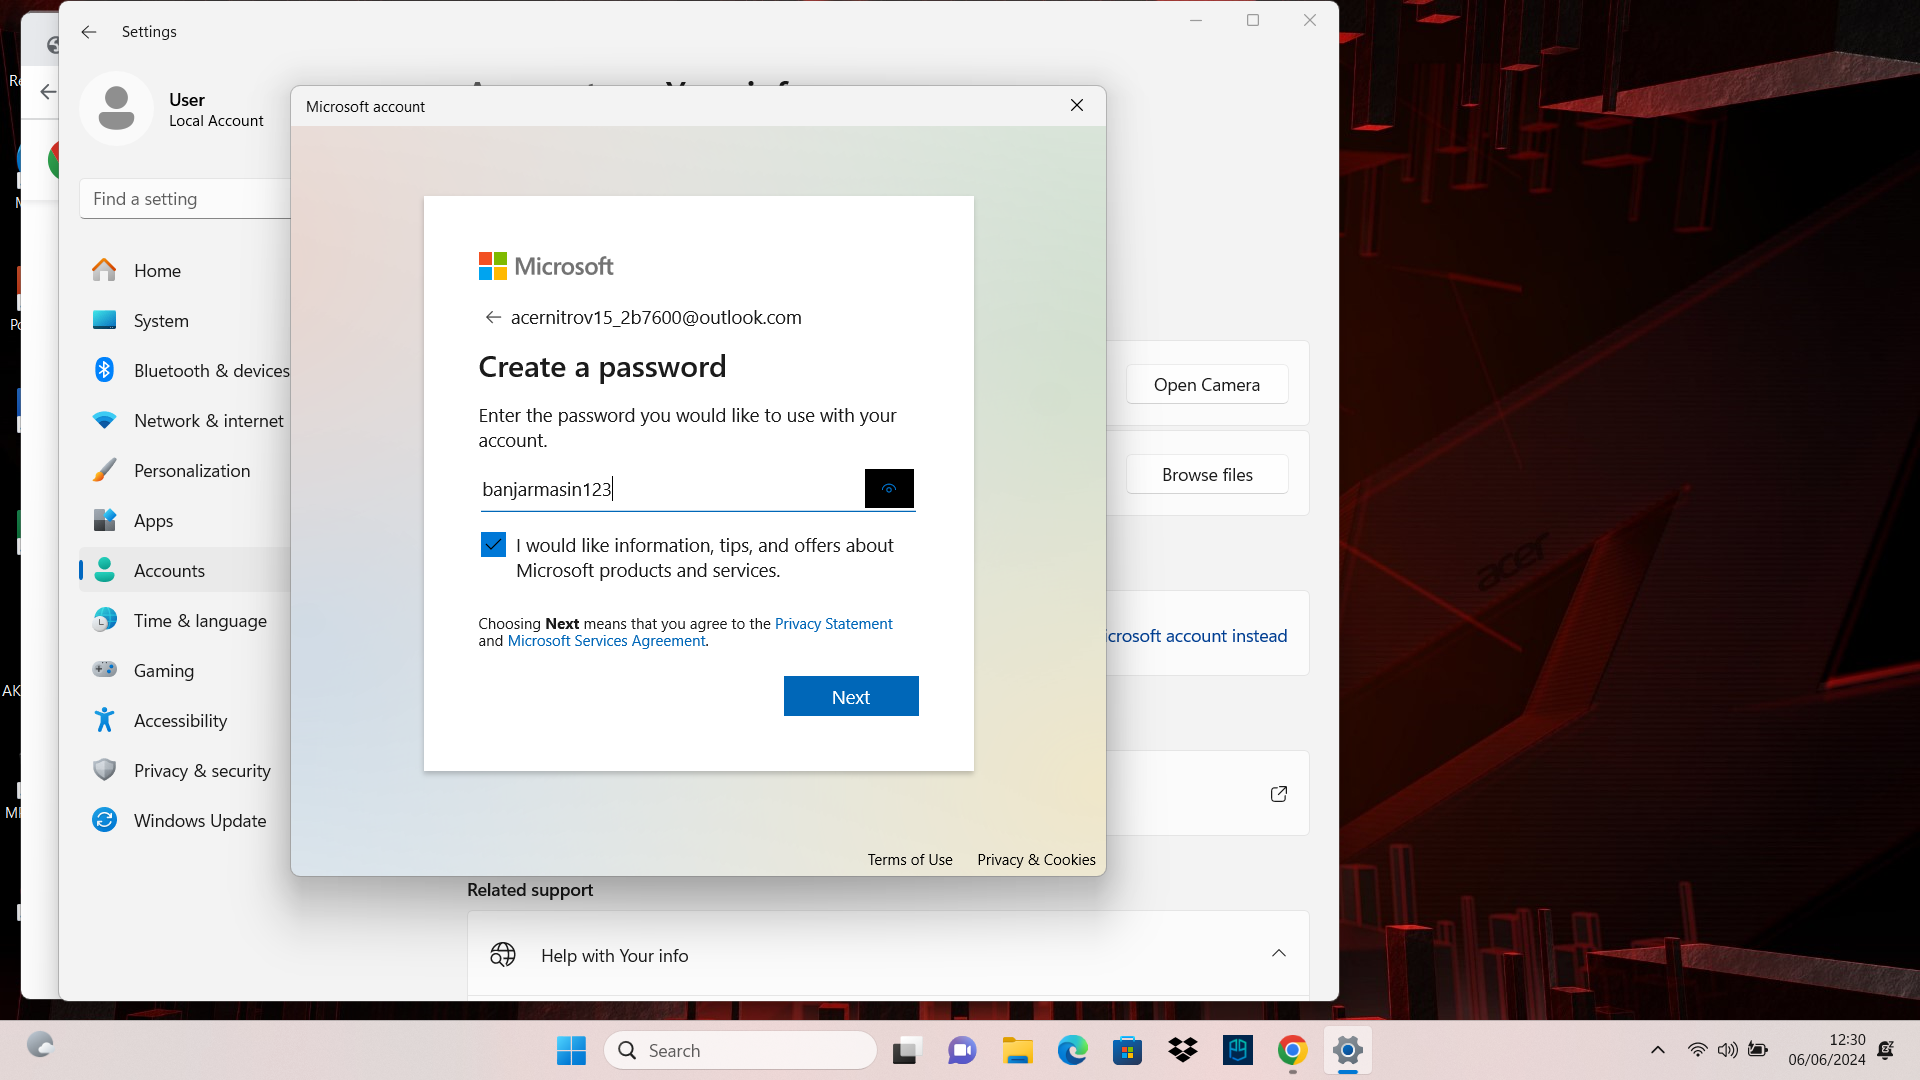 Settings
User
Local Account
Find a setting
Home
System
Bluetooth & devices
Network & internet
Personalization
Apps
Accounts
Time & language
Gaming
Accessibility
Privacy & security
Windows Update
Microsoft account
Microsoft
acernitrov15_2b7600@outlook.com
Create a password
Enter the password you would like to use with your
account.
banjarmasin123
I would like information, tips, and offers about
Microsoft products and services.
Choosing Next means that you agree to the Privacy Statement
and Microsoft Services Agreement.
Next
Terms of Use Privacy & Cookies
Open Camera
Browse files
icrosoft account instead
Related support
Help with Your info
acer
Search
12:30
06/06/2024